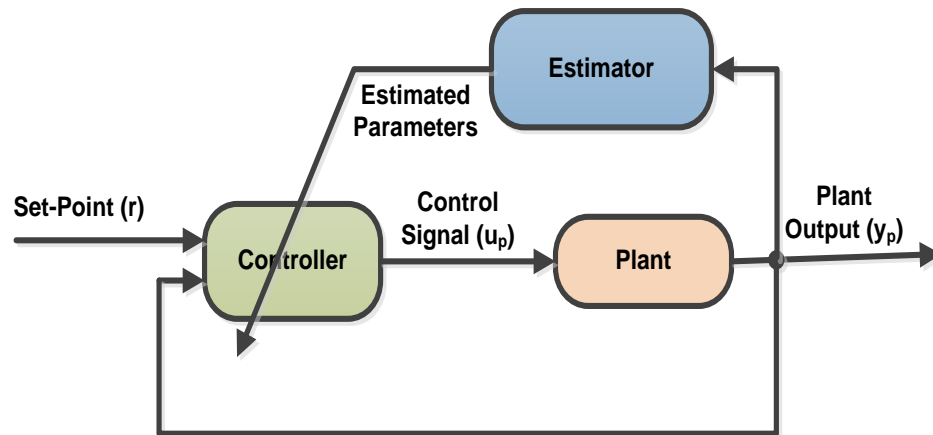 Estimator
Estimated
Parameters
Set-Point (r)
Control
Signal (uₚ)
Plant
Output (yₚ)
Controller
Plant